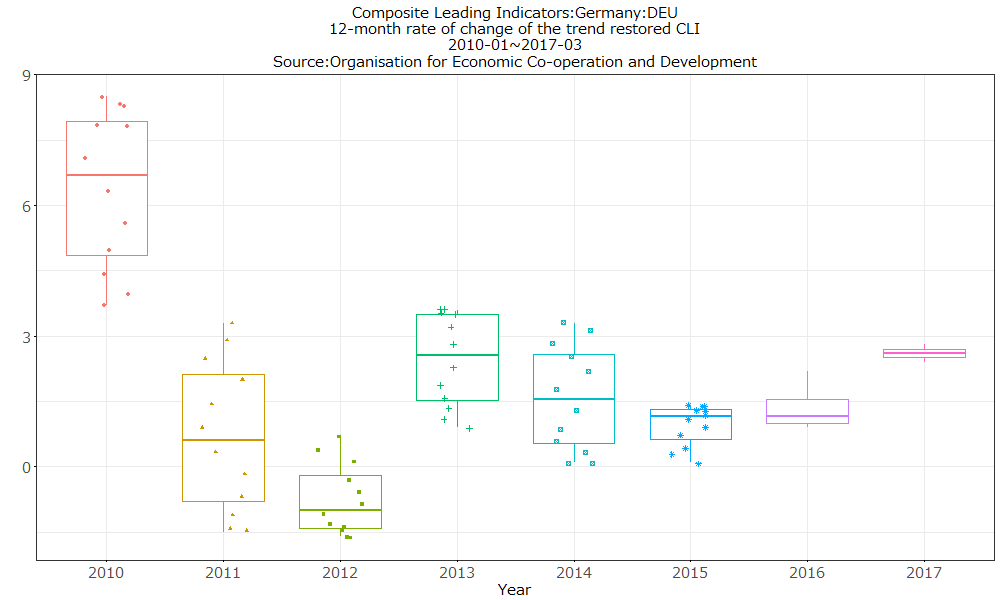 Composite Leading Indicators:Germany:DEU
12-month rate of change of the trend restored CLI
2010-01~2017-03
Source:Organisation for Economic Co-operation and Development
9
6
3
0
2010 2011 2012 2013 2014 2015 2016 2017
Year